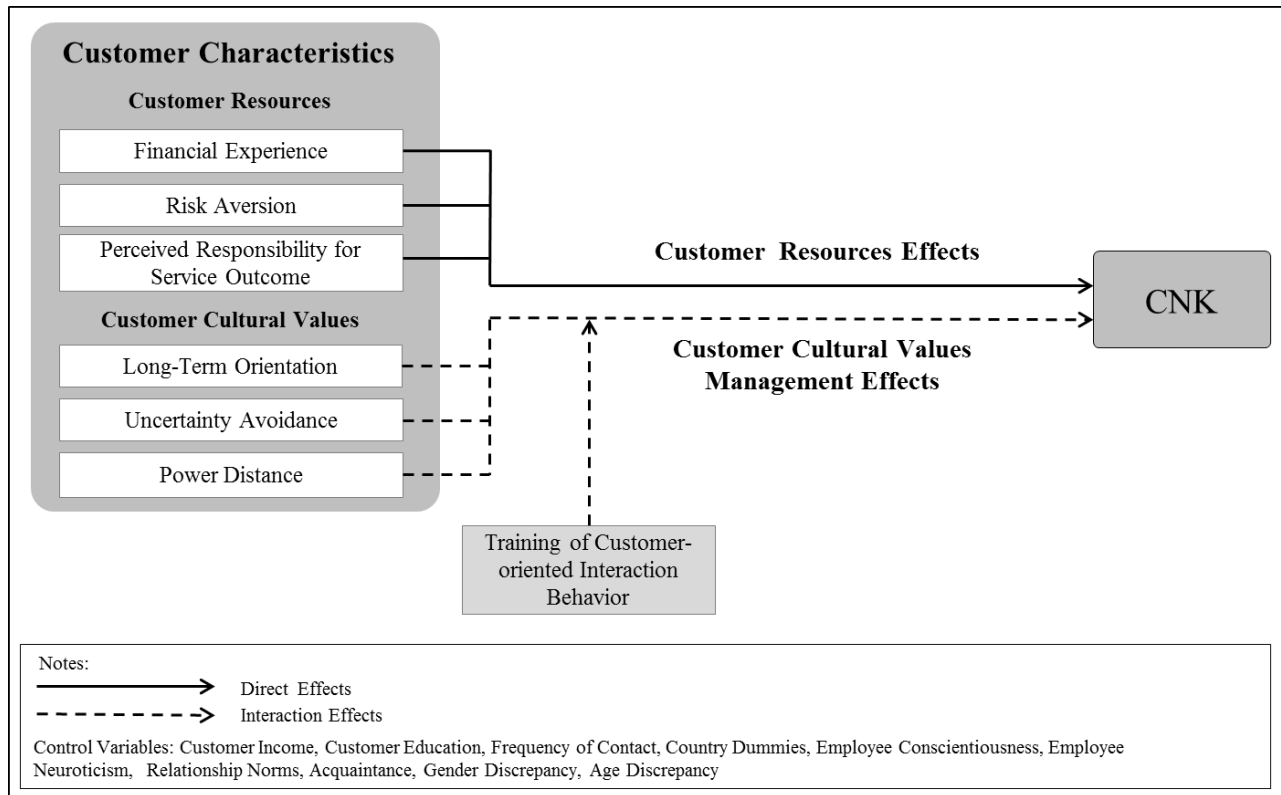 Customer Characteristics
Customer Resources
Financial Experience
Risk Aversion
Perceived Responsibility for
Service Outcome
Customer Cultural Values
Long-Term Orientation
Uncertainty Avoidance
Power Distance
Customer Resources Effects
CNK
Customer Cultural Values
Management Effects
Training of Customer-
oriented Interaction
Behavior
Notes:
Direct Effects
Interaction Effects
Control Variables: Customer Income, Customer Education, Frequency of Contact, Country Dummies, Employee Conscientiousness, Employee
Neuroticism, Relationship Norms, Acquaintance, Gender Discrepancy, Age Discrepancy